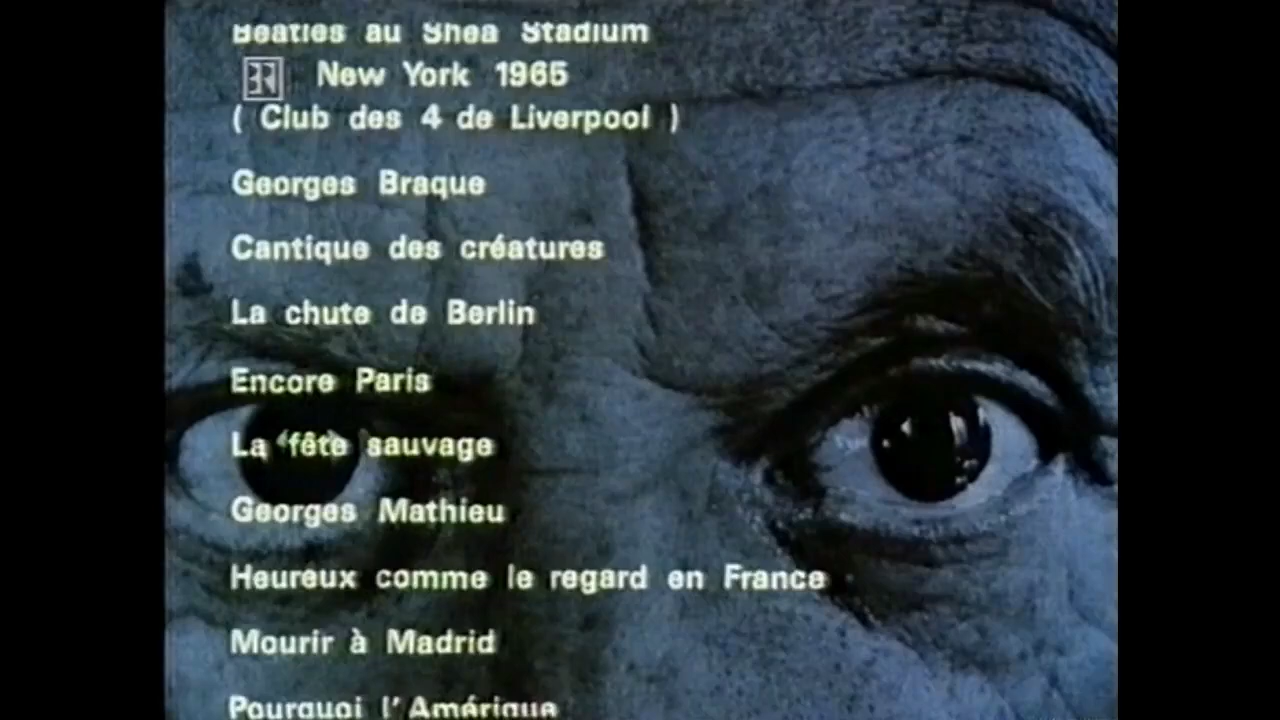 Beatles au Shea Stadium
New York 1965
( Club des 4 de Liverpool )
Georges Braque
Cantique des créatures
La chute de Berlin
Encore Paris
La fête sauvage
Georges Mathieu
Heureux comme le regard en France
Mourir à Madrid
Pourquoi l'Amérique